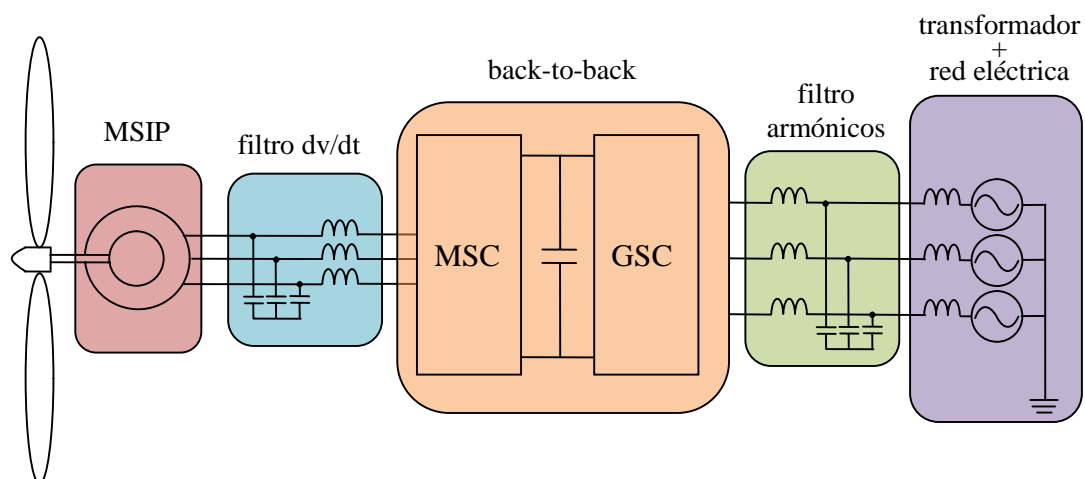 MSIP
filtro dv/dt
back-to-back
MSC
GSC
filtro
armónicos
transformador
+
red eléctrica